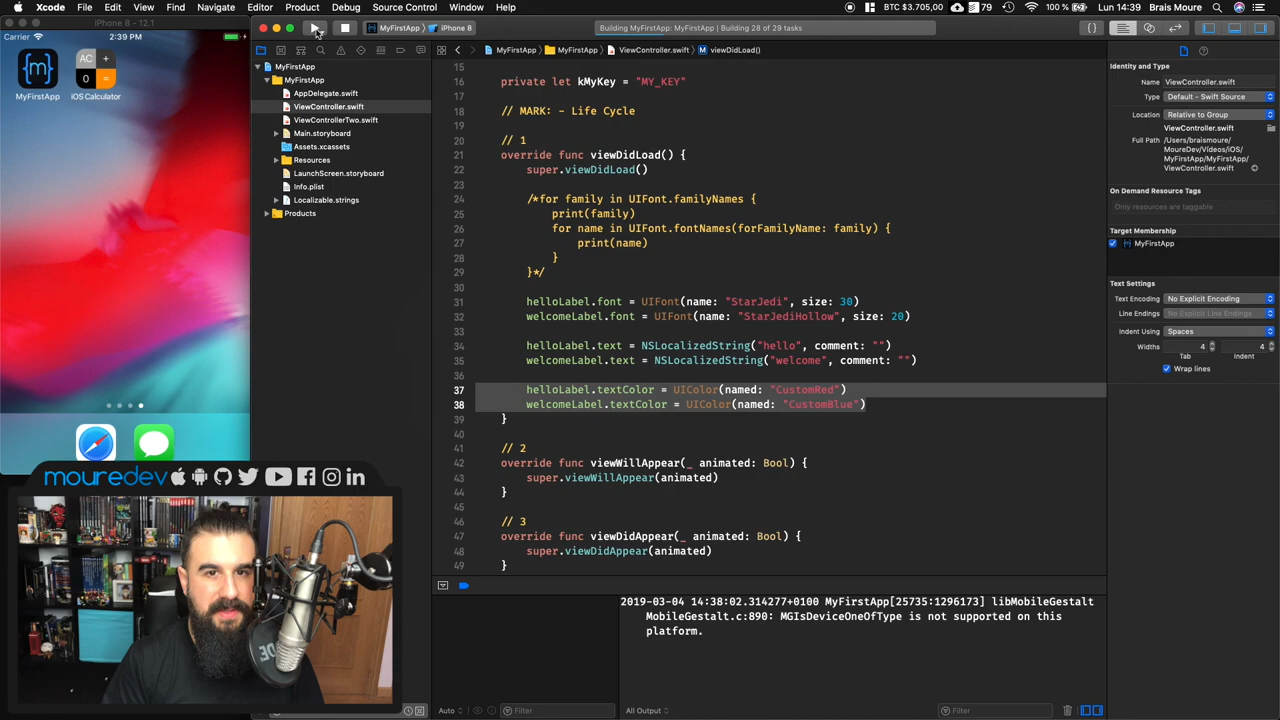 Xcode File Edit View Find Navigate Editor Product Debug Source Control Window Help
BTC $3.705,00 79 100 % Lun 14:39 Brais Moure
iPhone 8 - 12.1
MyFirstApp iPhone 8
Building MyFirstApp: MyFirstApp | Building 28 of 29 tasks
Carrier 2:39 PM
AC +
0 =
MyFirstApp iOS Calculator
MyFirstApp
MyFirstApp
AppDelegate.swift
ViewController.swift
ViewControllerTwo.swift
Main.storyboard
Assets.xcassets
Resources
LaunchScreen.storyboard
Info.plist
Localizable.strings
Products
MyFirstApp MyFirstApp ViewController.swift M viewDidLoad()
15
16 private let kMyKey = "MY_KEY"
17
18 // MARK: - Life Cycle
19
20 // 1
21 override func viewDidLoad() {
22 super.viewDidLoad()
23
24 /*for family in UIFont.familyNames {
25 print(family)
26 for name in UIFont.fontNames(forFamilyName: family) {
27 print(name)
28 }
29 }*/
30
31 helloLabel.font = UIFont(name: "StarJedi", size: 30)
32 welcomeLabel.font = UIFont(name: "StarJediHollow", size: 20)
33
34 helloLabel.text = NSLocalizedString("hello", comment: "")
35 welcomeLabel.text = NSLocalizedString("welcome", comment: "")
36
37 helloLabel.textColor = UIColor(named: "CustomRed")
38 welcomeLabel.textColor = UIColor(named: "CustomBlue")
39 }
40
41 // 2
42 override func viewWillAppear(_ animated: Bool) {
43 super.viewWillAppear(animated)
44 }
45
46 // 3
47 override func viewDidAppear(_ animated: Bool) {
48 super.viewDidAppear(animated)
49 }
Identity and Type
Name ViewController.swift
Type Default - Swift Source
Location Relative to Group
ViewController.swift
Full Path /Users/braismoure/
MoureDev/Vídeos/iOS/
MyFirstApp/MyFirstApp/
ViewController.swift
On Demand Resource Tags
Only resources are taggable
Target Membership
MyFirstApp
Text Settings
Text Encoding No Explicit Encoding
Line Endings No Explicit Line Endings
Indent Using Spaces
Widths 4 4
Tab Indent
Wrap lines
mouredev
2019-03-04 14:38:02.314277+0100 MyFirstApp[25735:1296173] libMobileGestalt
MobileGestalt.c:890: MGIsDeviceOneOfType is not supported on this
platform.
Auto Filter All Output Filter